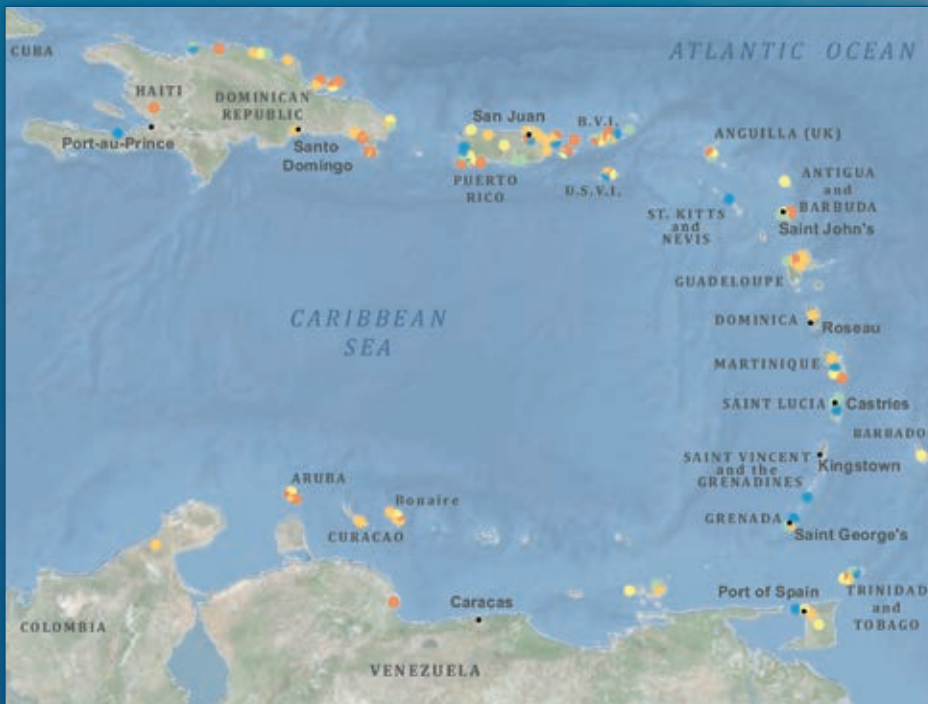 CUBA
ATLANTIC OCEAN
HAITI
DOMINICAN
REPUBLIC
San Juan
B.V.I.
ANGUILLA (UK)
Port-au-Prince
Santo
Domingo
PUERTO
RICO
U.S.V.I.
ANTIGUA
and
BARBUDA
Saint John's
ST. KITTS
and
NEVIS
GUADELOUPE
CARIBBEAN
SEA
DOMINICA
Roseau
MARTINIQUE
SAINT LUCIA
Castries
BARBADO
SAINT VINCENT
and the
GRENADINES
Kingstown
ARUBA
Bonaire
CURACAO
GRENADA
Saint George's
Port of Spain
TRINIDAD
and
TOBAGO
Caracas
COLOMBIA
VENEZUELA